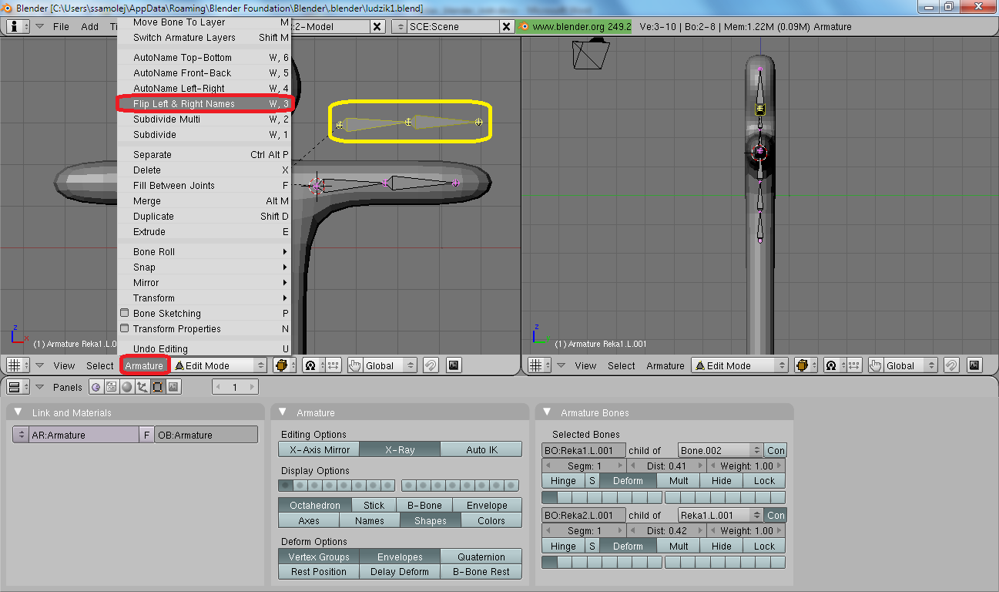 Blender [C:\Users\ssamolej\AppData\Roaming\Blender Foundation\Blender\.blender\ludzik1.blend]
File Add Ti
2-Model
SCE:Scene
www.blender.org 249.2
Ve:3-10 | Bo:2-8 | Mem:1.22M (0.09M) Armature
Move Bone To Layer M
Switch Armature Layers Shift M
AutoName Top-Bottom W, 6
AutoName Front-Back W, 5
AutoName Left-Right W, 4
Flip Left & Right Names W, 3
Subdivide Multi W, 2
Subdivide W, 1
Separate Ctrl Alt P
Delete X
Fill Between Joints F
Merge Alt M
Duplicate Shift D
Extrude E
Bone Roll
Snap
Mirror
Transform
Bone Sketching P
Transform Properties N
Undo Editing U
z
x
(1) Armature Reka1.L.0
z
y
(1) Armature Reka1.L.001
View Select Armature Edit Mode Global
View Select Armature Edit Mode Global
Panels 1
Link and Materials
AR:Armature F OB:Armature
Armature
Editing Options
X-Axis Mirror X-Ray Auto IK
Display Options
Octahedron Stick B-Bone Envelope
Axes Names Shapes Colors
Deform Options
Vertex Groups Envelopes Quaternion
Rest Position Delay Deform B-Bone Rest
Armature Bones
Selected Bones
BO:Reka1.L.001 child of Bone.002 Con
Segm: 1 Dist: 0.41 Weight: 1.00
Hinge S Deform Mult Hide Lock
BO:Reka2.L.001 child of Reka1.L.001 Con
Segm: 1 Dist: 0.42 Weight: 1.00
Hinge S Deform Mult Hide Lock